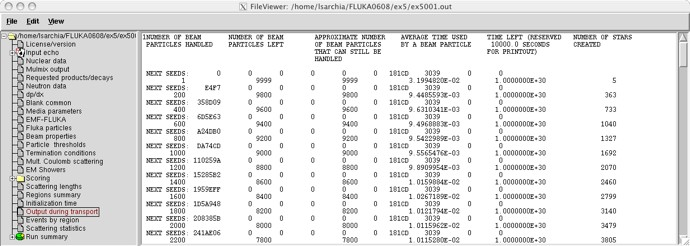 FileViewer: /home/lsarchia/FLUKA0608/ex5/ex5001.out
File View Edit
/home/lsarchia/FLUKA0608/ex5/ex500
License/version
Input echo
Nuclear data
Mulmix output
Requested products/decays
Neutron data
dp/dx
Blank common
Media parameters
EMF-FLUKA
Fluka particles
Beam properties
Particle thresholds
Termination conditions
Mult. Coulomb scattering
EM Showers
Scoring
Scattering lengths
Regions summary
Initialization time
Output during transport
Events by region
Scattering statistics
Run summary
1NUMBER OF BEAM NUMBER OF BEAM APPROXIMATE NUMBER AVERAGE TIME USED TIME LEFT (RESERVED NUMBER OF STARS
PARTICLES HANDLED PARTICLES LEFT OF BEAM PARTICLES BY A BEAM PARTICLE 10000.0 SECONDS CREATED
THAT CAN STILL BE FOR PRINTOUT)
HANDLED
NEXT SEEDS: 0 0 0 0 0 181CD 3039 0 0
1 9999 9999 3.1994820E-02 1.0000000E+30 5
NEXT SEEDS: E4F7 0 0 0 0 181CD 3039 0 0
200 9800 9800 9.4485593E-03 1.0000000E+30 363
NEXT SEEDS: 358D09 0 0 0 0 181CD 3039 0 0
400 9600 9600 9.6310341E-03 1.0000000E+30 733
NEXT SEEDS: 6D5E63 0 0 0 0 181CD 3039 0 0
600 9400 9400 9.4968883E-03 1.0000000E+30 1040
NEXT SEEDS: A24DB0 0 0 0 0 181CD 3039 0 0
800 9200 9200 9.5422989E-03 1.0000000E+30 1327
NEXT SEEDS: DA74CD 0 0 0 0 181CD 3039 0 0
1000 9000 9000 9.5565476E-03 1.0000000E+30 1692
NEXT SEEDS: 110259A 0 0 0 0 181CD 3039 0 0
1200 8800 8800 9.8909954E-03 1.0000000E+30 2070
NEXT SEEDS: 15285B2 0 0 0 0 181CD 3039 0 0
1400 8600 8600 1.0159884E-02 1.0000000E+30 2460
NEXT SEEDS: 1959EFF 0 0 0 0 181CD 3039 0 0
1600 8400 8400 1.0267189E-02 1.0000000E+30 2799
NEXT SEEDS: 1D5A948 0 0 0 0 181CD 3039 0 0
1800 8200 8200 1.0121794E-02 1.0000000E+30 3140
NEXT SEEDS: 208385B 0 0 0 0 181CD 3039 0 0
2000 8000 8000 1.0115962E-02 1.0000000E+30 3479
NEXT SEEDS: 241AE06 0 0 0 0 181CD 3039 0 0
2200 7800 7800 1.0115280E-02 1.0000000E+30 3805